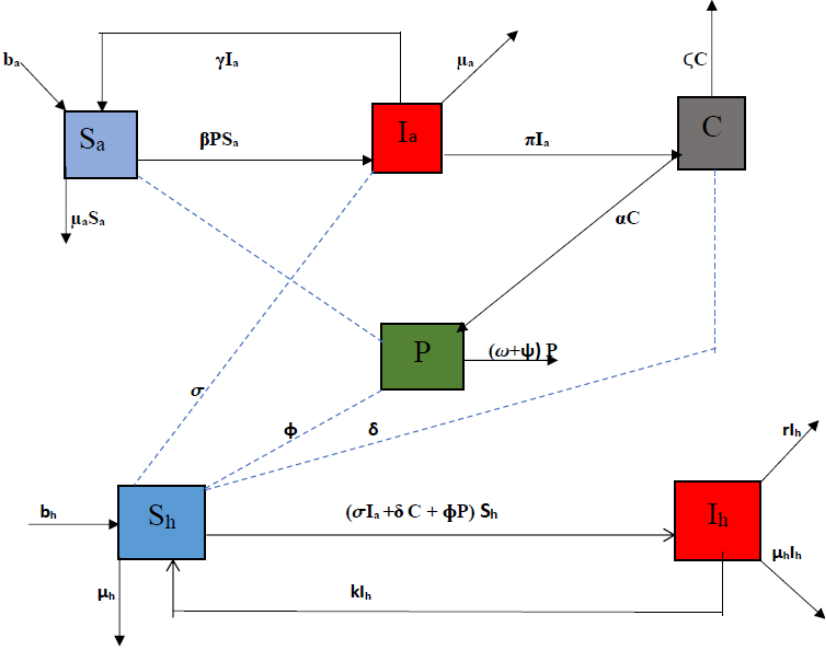 bₐ
γIₐ
μₐ
ςC
Sₐ
βPSₐ
Iₐ
πIₐ
C
μₐSₐ
αC
P
(ω+ψ) P
σ
ϕ
δ
rIₕ
bₕ
Sₕ
(σIₐ +δ C + ϕP) Sₕ
Iₕ
μₕIₕ
μₕ
kIₕ